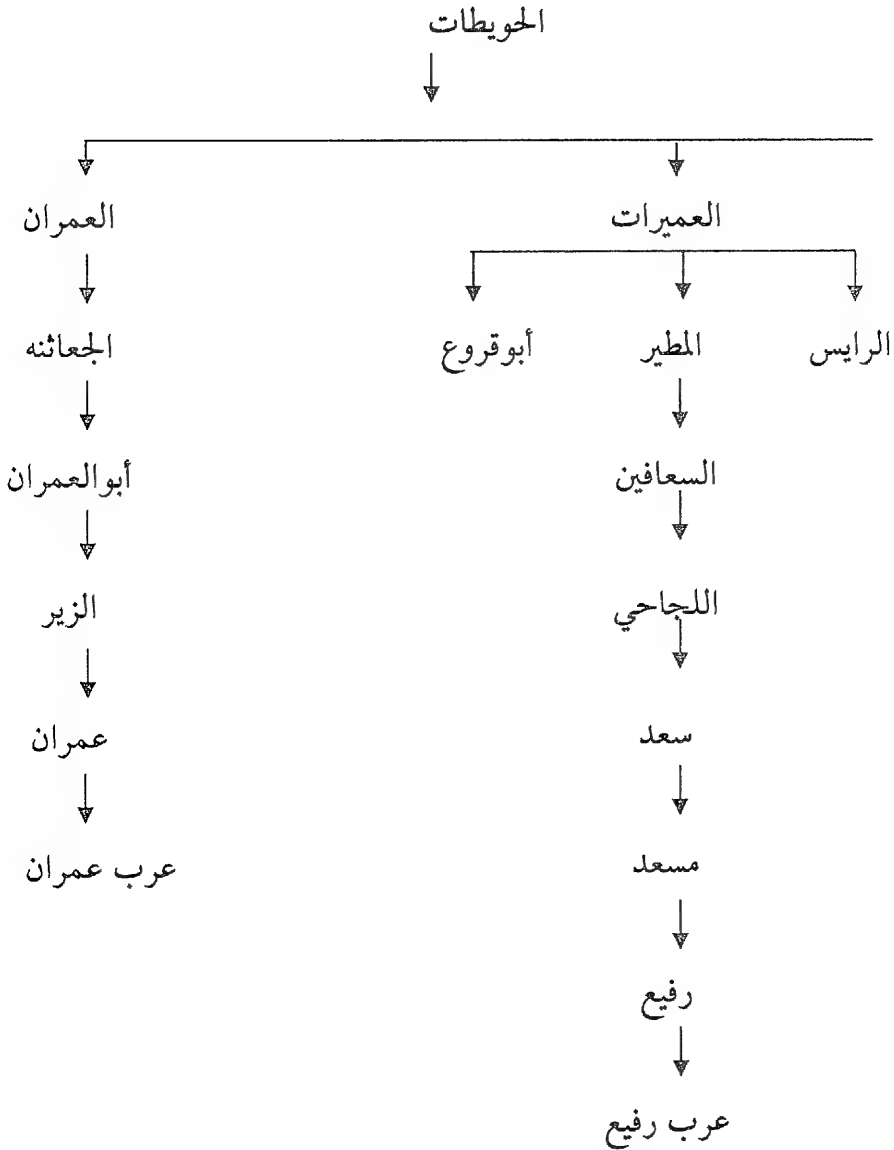 الحويطات
العميرات العمران
الرايس المطير أبوقروع الجعاثنه
السعافين أبوالعمران
اللجاحي الزير
سعد عمران
مسعد عرب عمران
رفيع
عرب رفيع